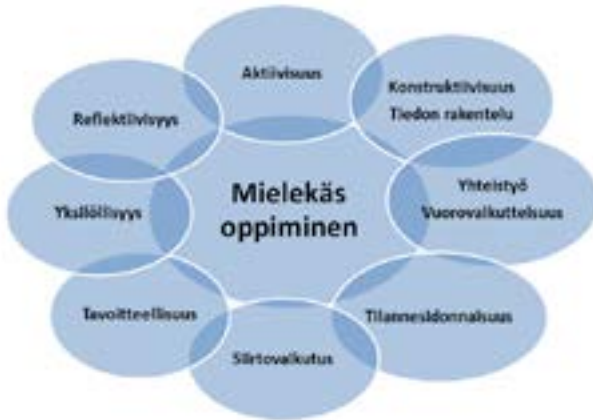 Aktiivisuus
Konstruktiivisuus
Tiedon rakentelu
Yhteistyö
Vuorovaikutteisuus
Tilannesidonnaisuus
Siirtovaikutus
Tavoitteellisuus
Yksilöllisyys
Reflektiivisyys
Mielekäs
oppiminen